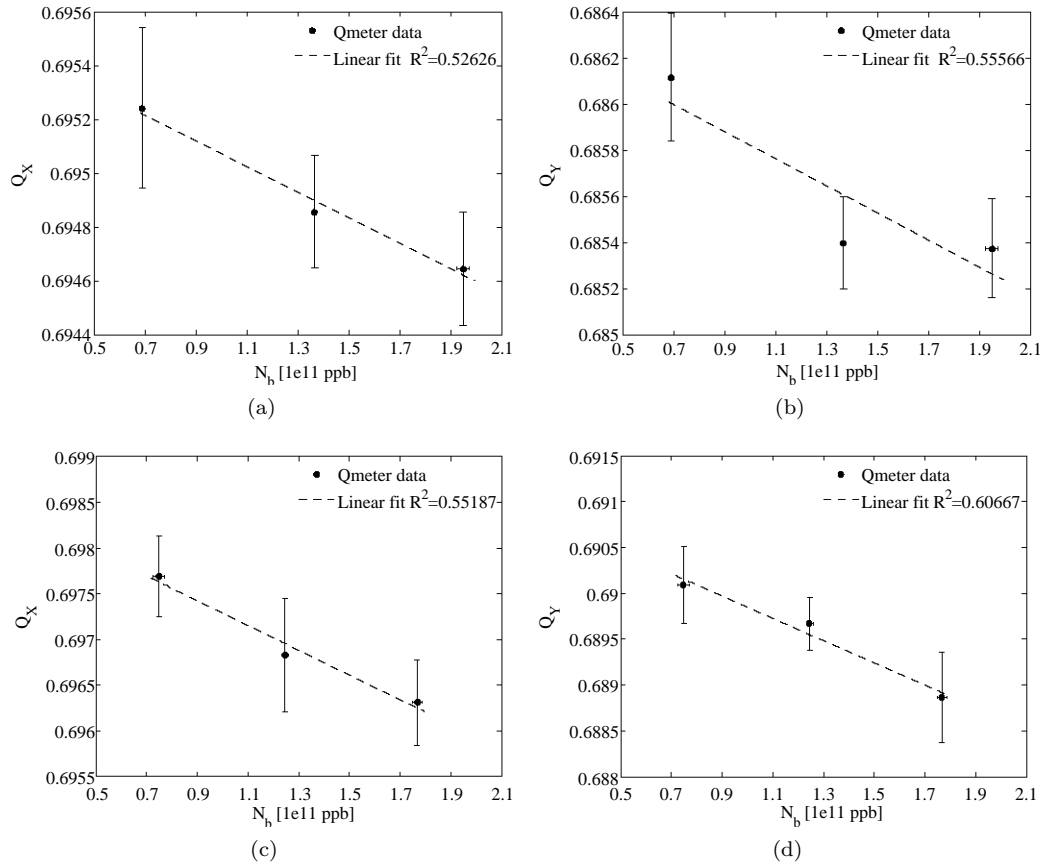 0.6956
0.6954
0.6952
0.695
0.6948
0.6946
0.6944
Q_X
Qmeter data
Linear fit R^2=0.52626
0.5 0.7 0.9 1.1 1.3 1.5 1.7 1.9 2.1
N_b [1e11 ppb]
(a)
0.6864
0.6862
0.686
0.6858
0.6856
0.6854
0.6852
0.685
Q_Y
Qmeter data
Linear fit R^2=0.55566
0.5 0.7 0.9 1.1 1.3 1.5 1.7 1.9 2.1
N_b [1e11 ppb]
(b)
0.699
0.6985
0.698
0.6975
0.697
0.6965
0.696
0.6955
Q_X
Qmeter data
Linear fit R^2=0.55187
0.5 0.7 0.9 1.1 1.3 1.5 1.7 1.9 2.1
N_b [1e11 ppb]
(c)
0.6915
0.691
0.6905
0.69
0.6895
0.689
0.6885
0.688
Q_Y
Qmeter data
Linear fit R^2=0.60667
0.5 0.7 0.9 1.1 1.3 1.5 1.7 1.9 2.1
N_b [1e11 ppb]
(d)